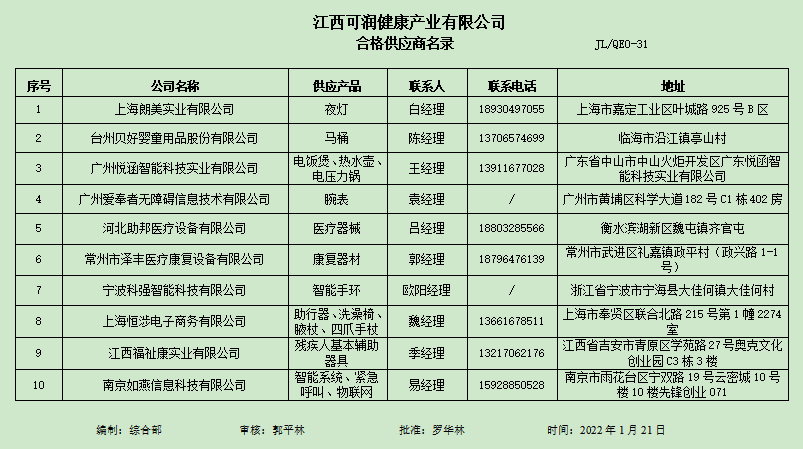 江西可润健康产业有限公司
合格供应商名录 JL/QEO-31
序号 公司名称 供应产品 联系人 联系电话 地址
1 上海朗美实业有限公司 夜灯 白经理 18930497055 上海市嘉定工业区叶城路 925 号 B 区
2 台州贝好婴童用品股份有限公司 马桶 陈经理 13706574699 临海市沿江镇亭山村
3 广州悦涵智能科技实业有限公司 电饭煲、热水壶、电压力锅 王经理 13911677028 广东省中山市中山火炬开发区广东悦函智能科技实业有限公司
4 广州爱奉者无障碍信息技术有限公司 腕表 袁经理 / 广州市黄埔区科学大道 182 号 C1 栋 402 房
5 河北助邦医疗设备有限公司 医疗器械 吕经理 18803285566 衡水滨湖新区魏屯镇齐官屯
6 常州市泽丰医疗康复设备有限公司 康复器材 郭经理 18796476139 常州市武进区礼嘉镇政平村（政兴路 1-1 号）
7 宁波科强智能科技有限公司 智能手环 欧阳经理 / 浙江省宁波市宁海县大佳何镇大佳何村
8 上海恒涉电子商务有限公司 助行器、洗澡椅、腋杖、四爪手杖 魏经理 13661678511 上海市奉贤区联合北路 215 号第 1 幢 2274 室
9 江西福祉康实业有限公司 残疾人基本辅助器具 季经理 13217062176 江西省吉安市青原区学苑路 27 号奥克文化创业园 C3 栋 3 楼
10 南京如燕信息科技有限公司 智能系统、紧急呼叫、物联网 易经理 15928850528 南京市雨花台区宁双路 19 号云密城 10 号楼 10 楼先锋创业 071
编制：综合部 审核：郭平林 批准：罗华林 时间：2022 年 1 月 21 日